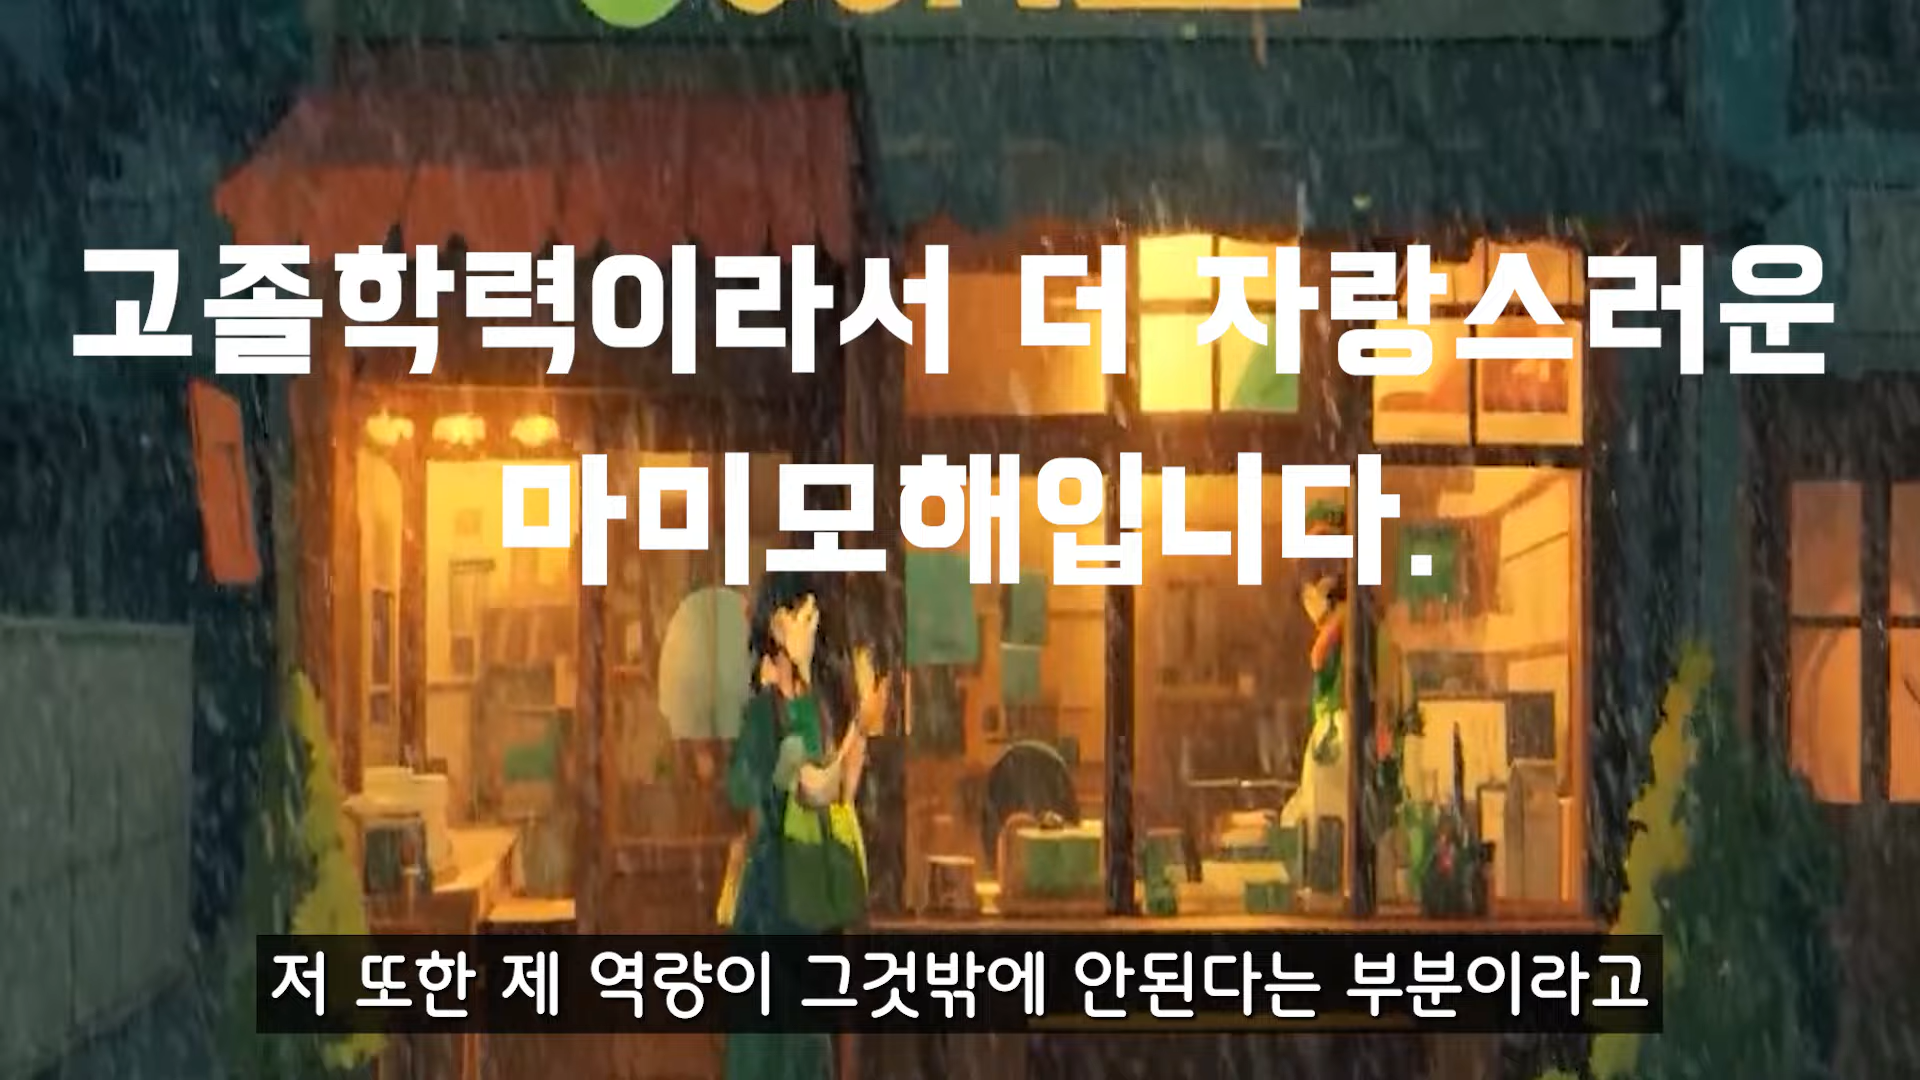 고졸학력이라서 더 자랑스러운
마미모해입니다.
저 또한 제 역량이 그것밖에 안된다는 부분이라고